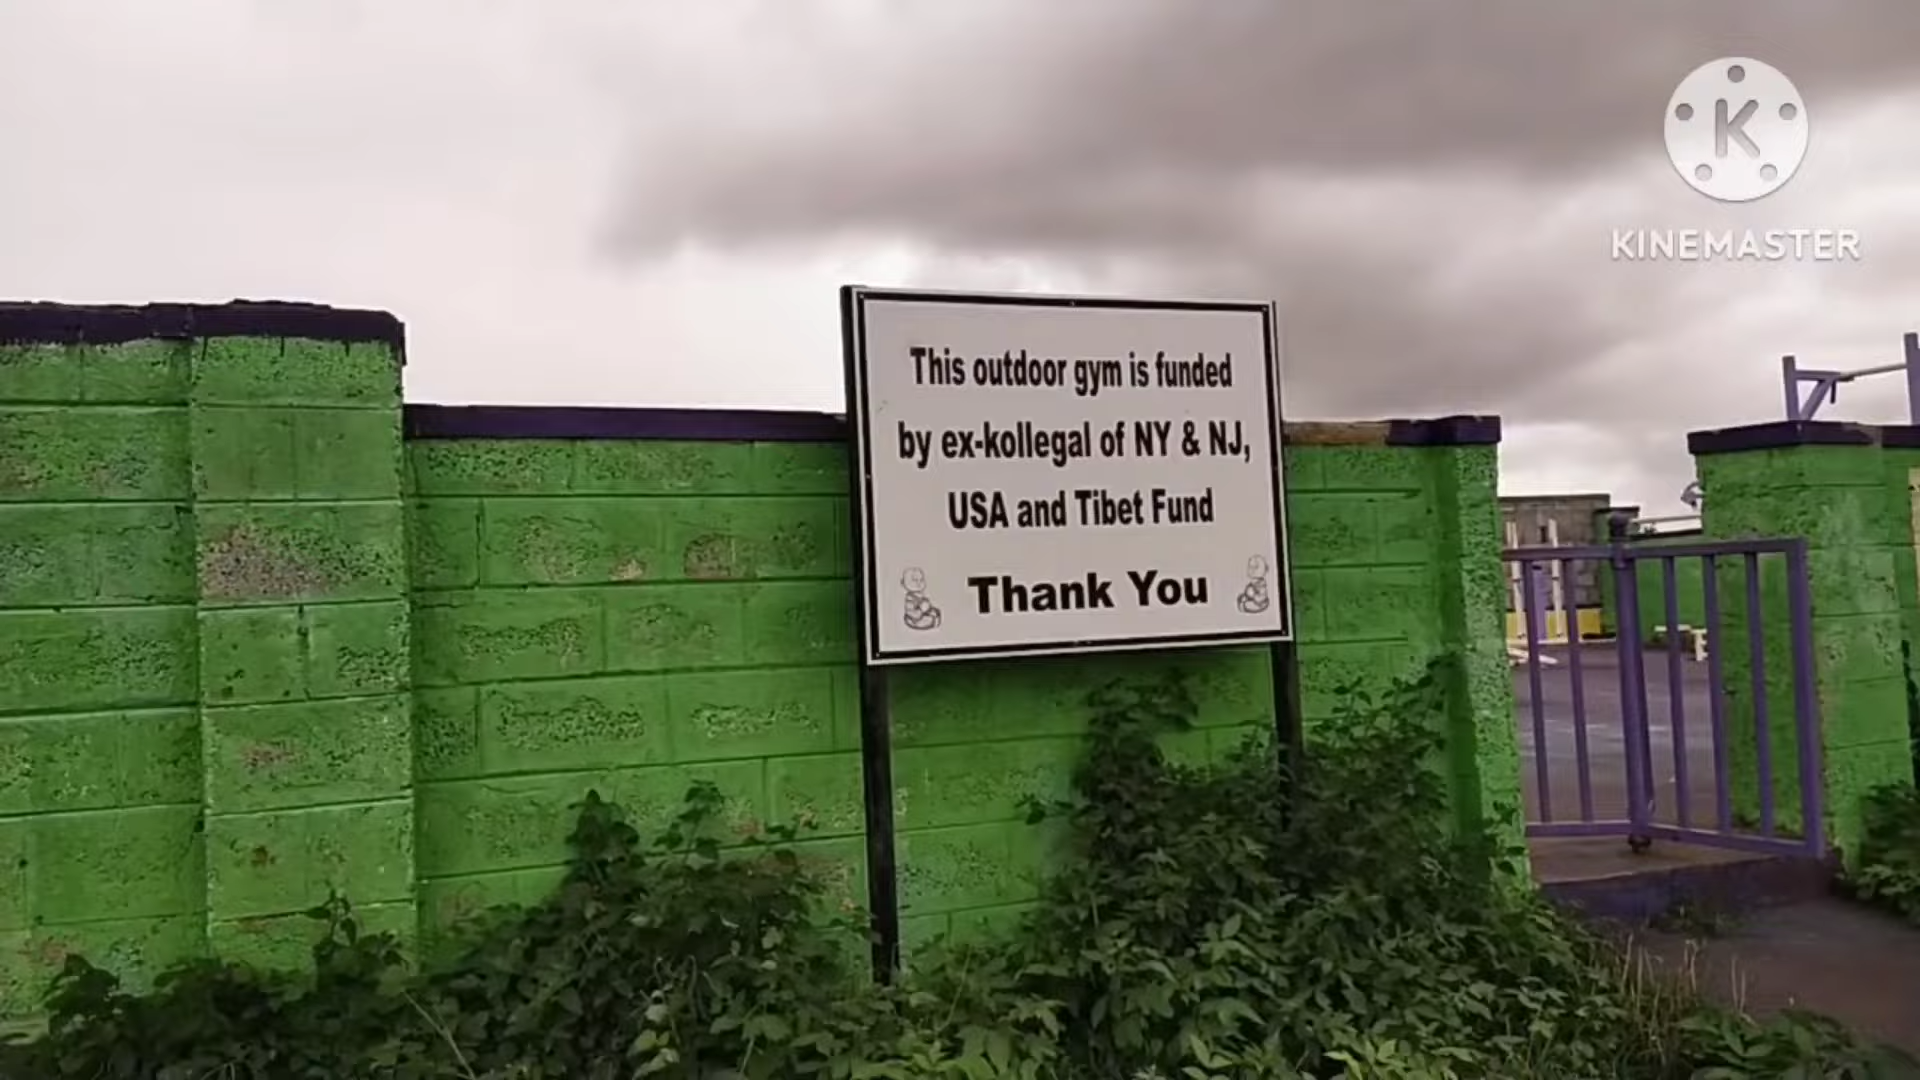 K
KINEMASTER
This outdoor gym is funded
by ex-kollegal of NY & NJ,
USA and Tibet Fund
Thank You